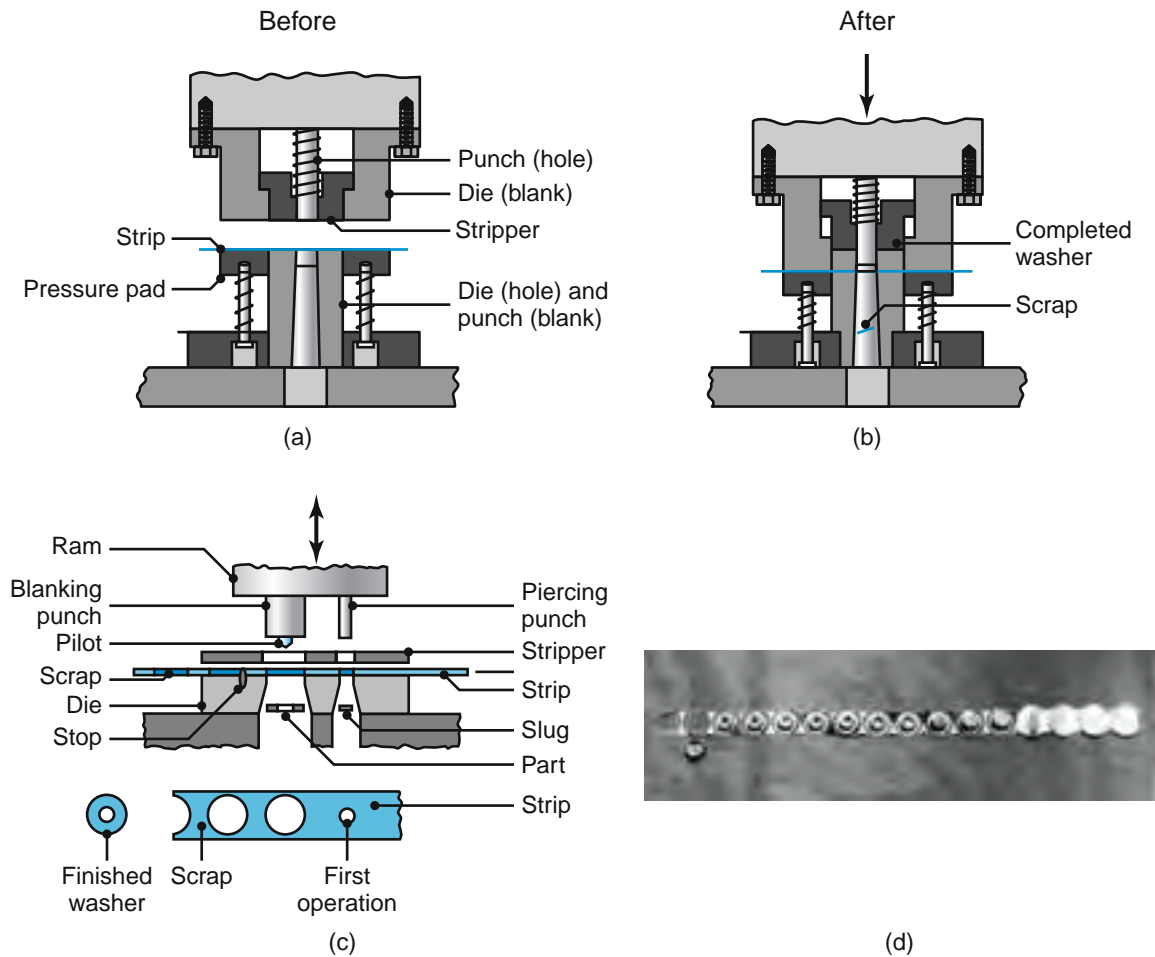 Before
After
Punch (hole)
Die (blank)
Stripper
Strip
Pressure pad
Die (hole) and
punch (blank)
Completed
washer
Scrap
(a)
(b)
Ram
Blanking
punch
Pilot
Scrap
Die
Stop
Piercing
punch
Stripper
Strip
Slug
Part
Strip
Finished
washer
Scrap
First
operation
(c)
(d)